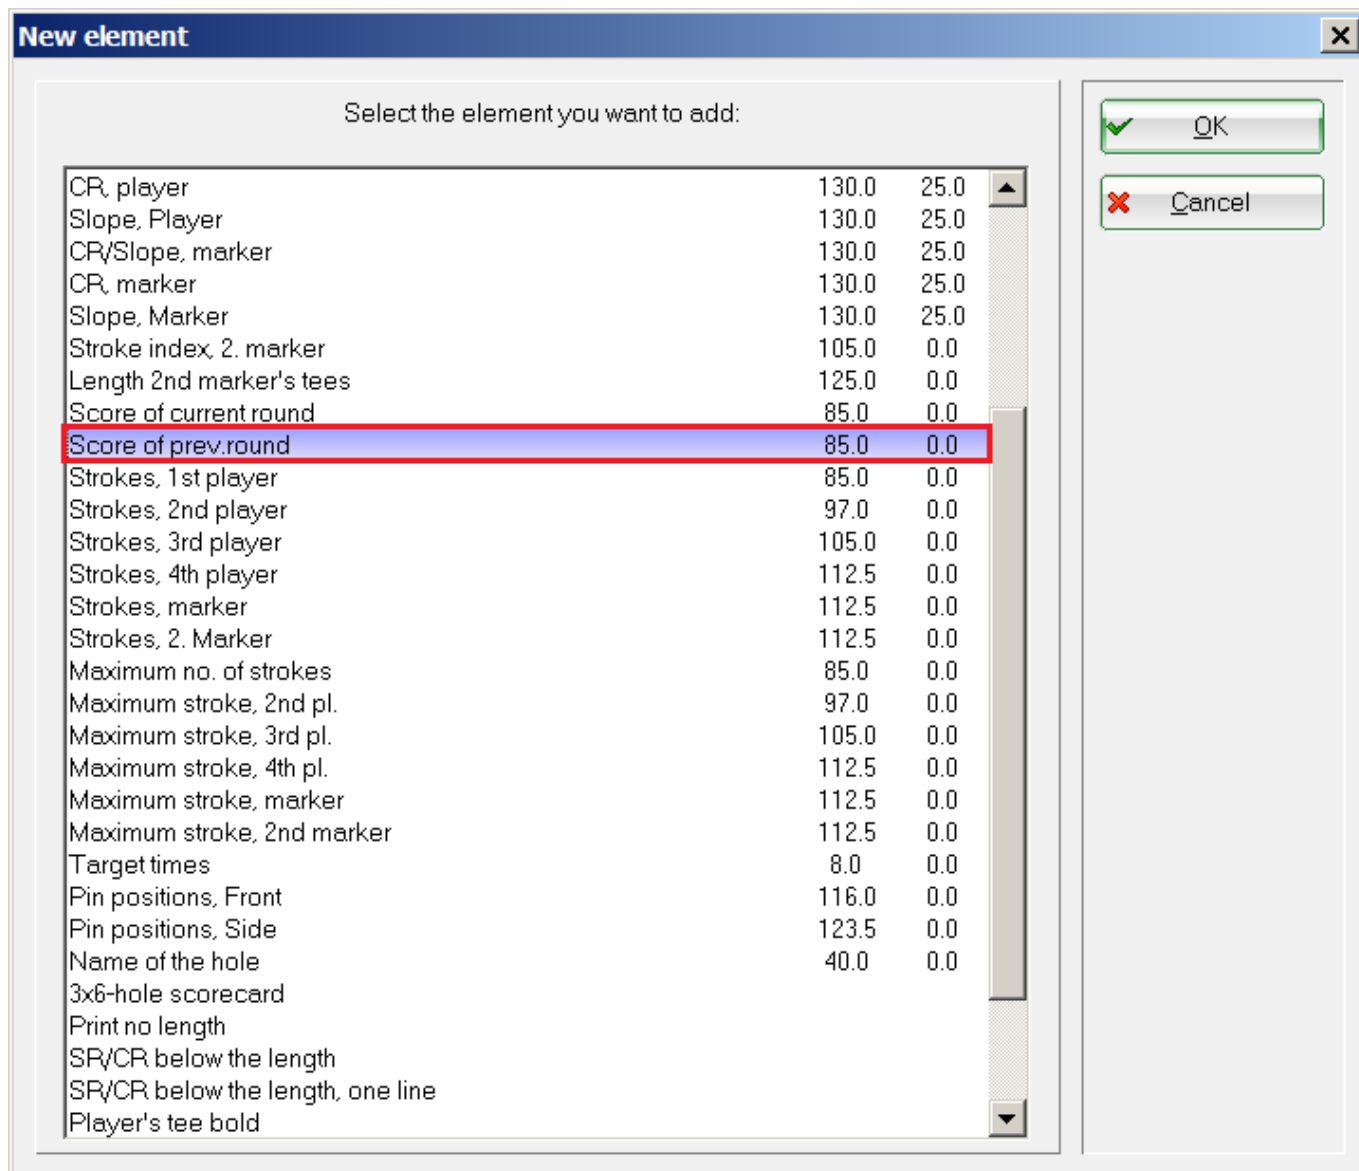 New element
Select the element you want to add:
CR, player 130.0 25.0
Slope, Player 130.0 25.0
CR/Slope, marker 130.0 25.0
CR, marker 130.0 25.0
Slope, Marker 130.0 25.0
Stroke index, 2. marker 105.0 0.0
Length 2nd marker's tees 125.0 0.0
Score of current round 85.0 0.0
Score of prev.round 85.0 0.0
Strokes, 1st player 85.0 0.0
Strokes, 2nd player 97.0 0.0
Strokes, 3rd player 105.0 0.0
Strokes, 4th player 112.5 0.0
Strokes, marker 112.5 0.0
Strokes, 2. Marker 112.5 0.0
Maximum no. of strokes 85.0 0.0
Maximum stroke, 2nd pl. 97.0 0.0
Maximum stroke, 3rd pl. 105.0 0.0
Maximum stroke, 4th pl. 112.5 0.0
Maximum stroke, marker 112.5 0.0
Maximum stroke, 2nd marker 112.5 0.0
Target times 8.0 0.0
Pin positions, Front 116.0 0.0
Pin positions, Side 123.5 0.0
Name of the hole 40.0 0.0
3x6-hole scorecard
Print no length
SR/CR below the length
SR/CR below the length, one line
Player's tee bold
OK
Cancel